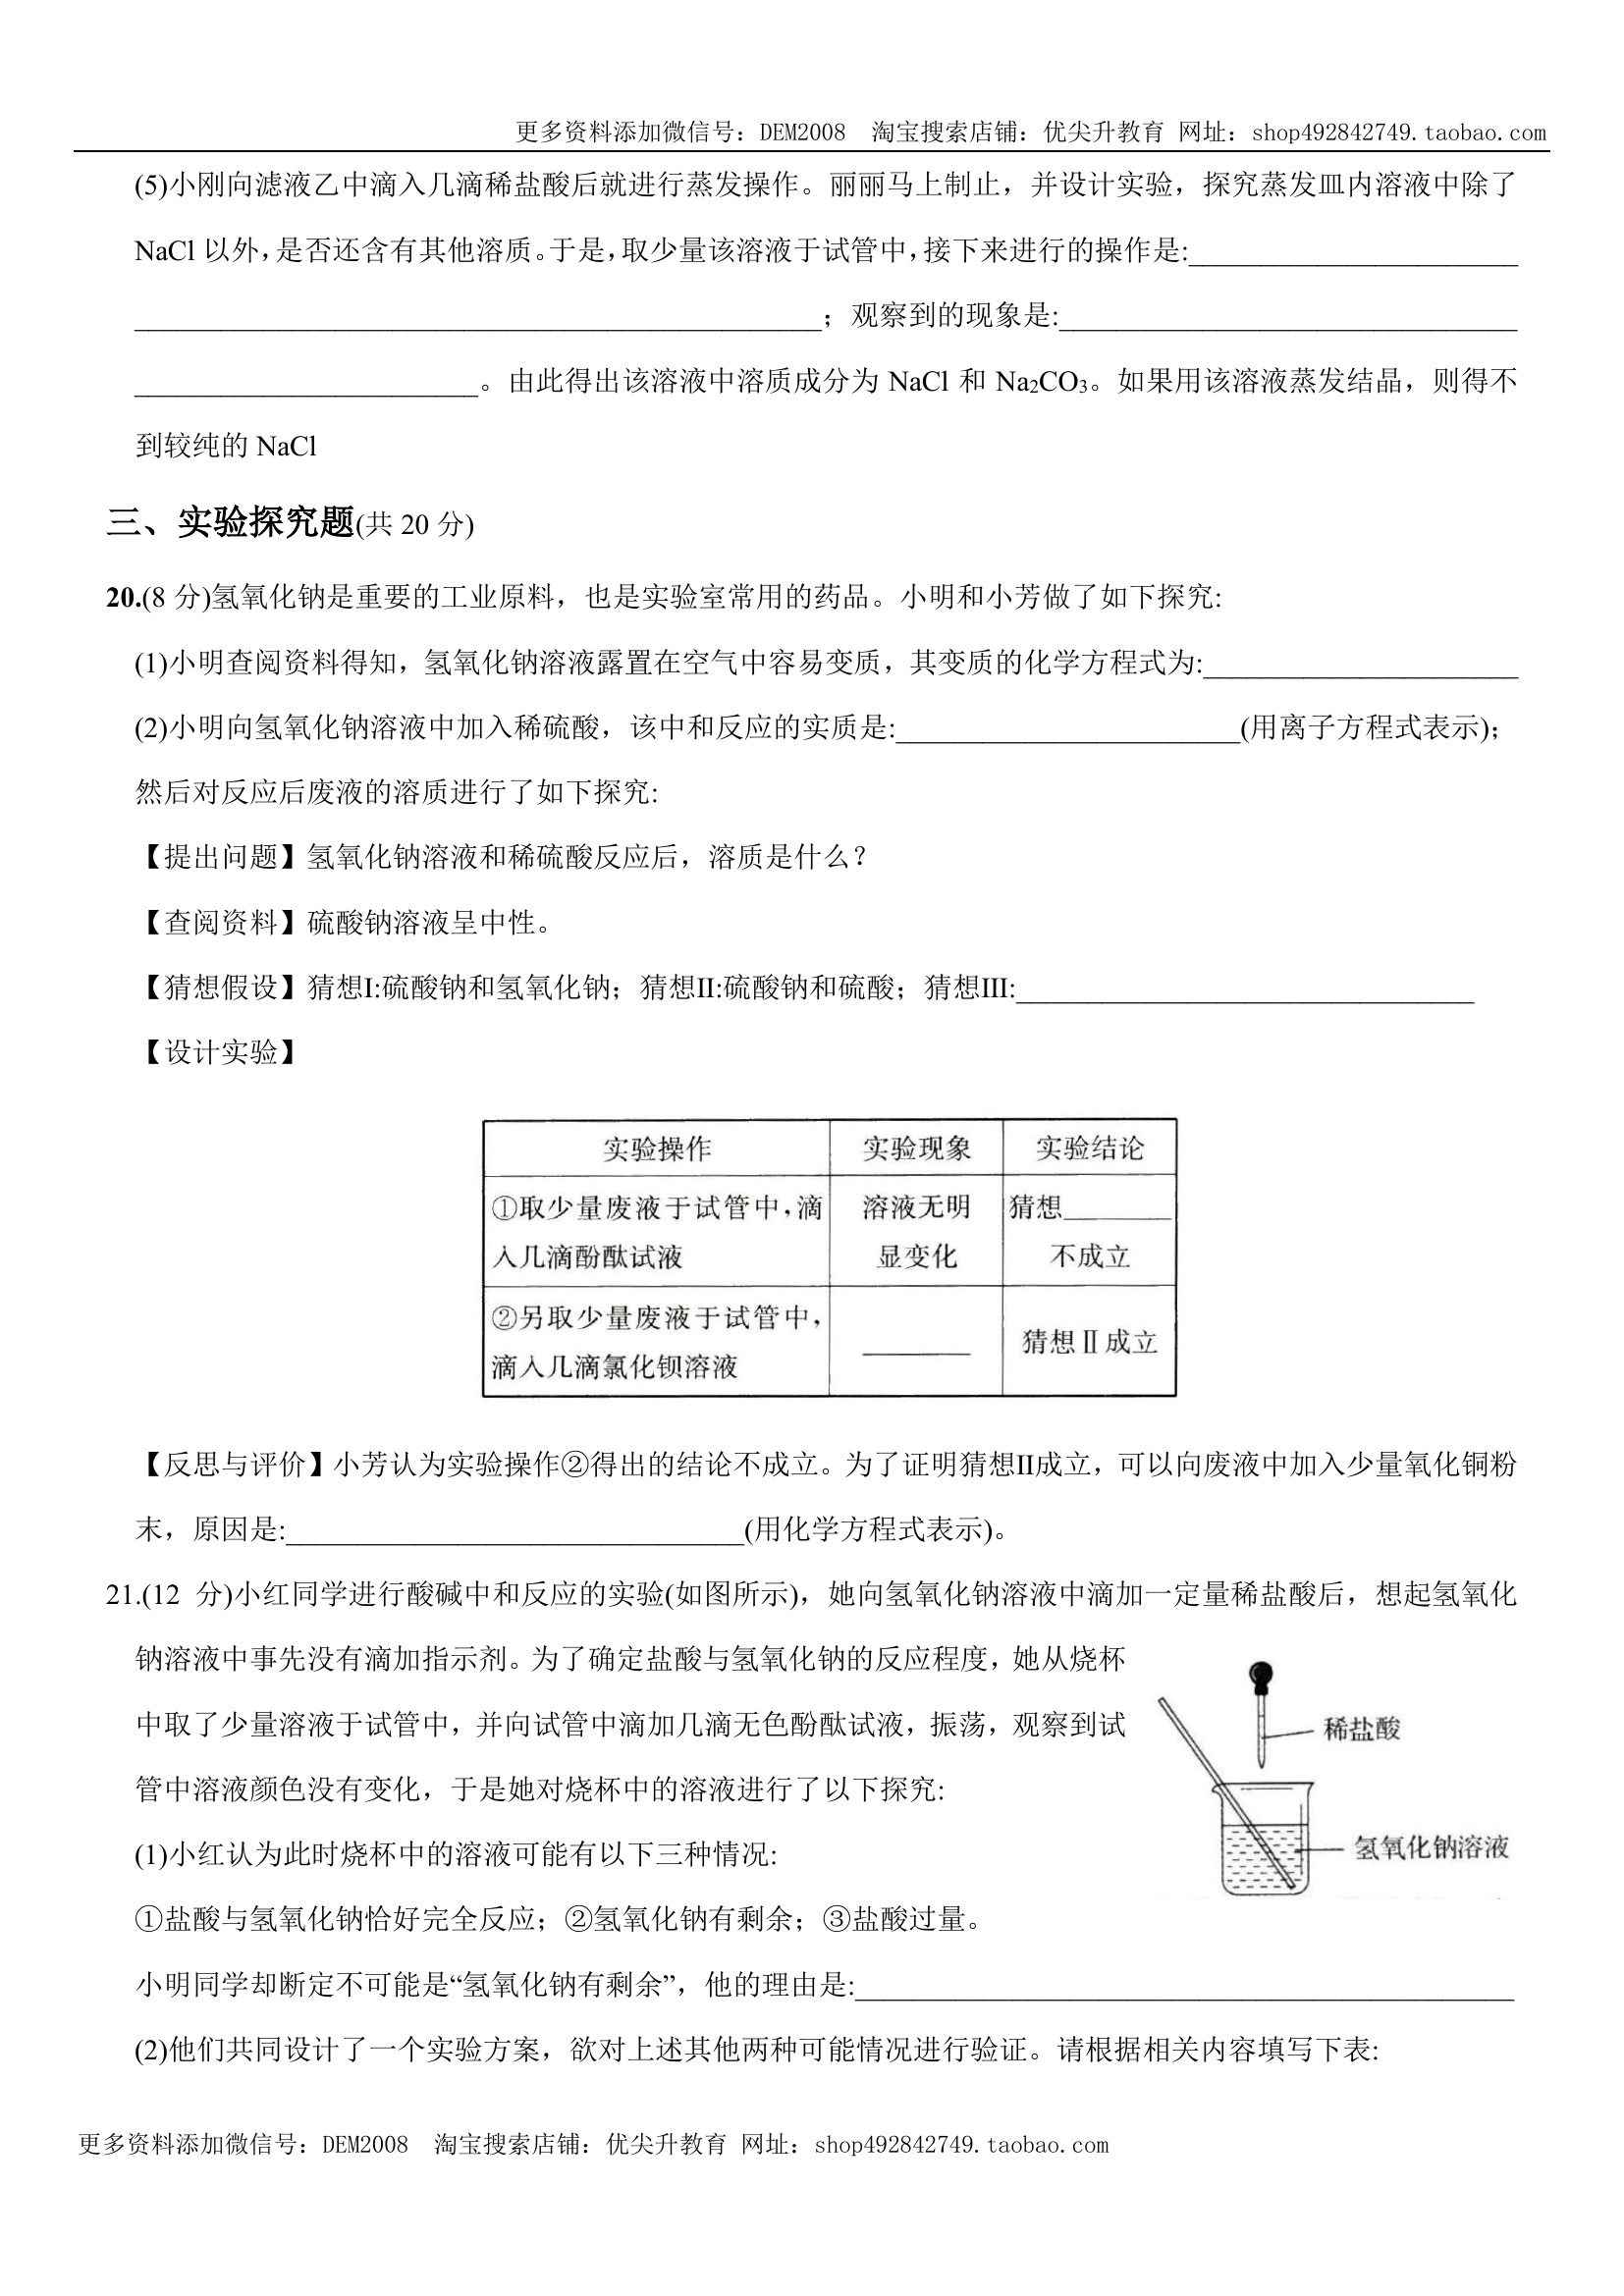 更多资料添加微信号：DEM2008  淘宝搜索店铺：优尖升教育 网址：shop492842749.taobao.com
(5)小刚向滤液乙中滴入几滴稀盐酸后就进行蒸发操作。丽丽马上制止，并设计实验，探究蒸发皿内溶液中除了
NaCl 以外，是否还含有其他溶质。于是，取少量该溶液于试管中，接下来进行的操作是:_______________________
________________________________________________；观察到的现象是:________________________________
________________________。由此得出该溶液中溶质成分为 NaCl 和 Na₂CO₃。如果用该溶液蒸发结晶，则得不
到较纯的 NaCl
三、实验探究题(共 20 分)
20.(8 分)氢氧化钠是重要的工业原料，也是实验室常用的药品。小明和小芳做了如下探究:
(1)小明查阅资料得知，氢氧化钠溶液露置在空气中容易变质，其变质的化学方程式为:______________________
(2)小明向氢氧化钠溶液中加入稀硫酸，该中和反应的实质是:________________________(用离子方程式表示)；
然后对反应后废液的溶质进行了如下探究:
【提出问题】氢氧化钠溶液和稀硫酸反应后，溶质是什么？
【查阅资料】硫酸钠溶液呈中性。
【猜想假设】猜想Ⅰ:硫酸钠和氢氧化钠；猜想Ⅱ:硫酸钠和硫酸；猜想Ⅲ:________________________________
【设计实验】
实验操作 实验现象 实验结论
①取少量废液于试管中，滴 溶液无明 猜想________
入几滴酚酞试液 显变化 不成立
②另取少量废液于试管中，
滴入几滴氯化钡溶液 ________ 猜想Ⅱ成立
【反思与评价】小芳认为实验操作②得出的结论不成立。为了证明猜想Ⅱ成立，可以向废液中加入少量氧化铜粉
末，原因是:________________________________(用化学方程式表示)。
21.(12 分)小红同学进行酸碱中和反应的实验(如图所示)，她向氢氧化钠溶液中滴加一定量稀盐酸后，想起氢氧化
钠溶液中事先没有滴加指示剂。为了确定盐酸与氢氧化钠的反应程度，她从烧杯
中取了少量溶液于试管中，并向试管中滴加几滴无色酚酞试液，振荡，观察到试
管中溶液颜色没有变化，于是她对烧杯中的溶液进行了以下探究:
稀盐酸
氢氧化钠溶液
(1)小红认为此时烧杯中的溶液可能有以下三种情况:
①盐酸与氢氧化钠恰好完全反应；②氢氧化钠有剩余；③盐酸过量。
小明同学却断定不可能是“氢氧化钠有剩余”，他的理由是:______________________________________________
(2)他们共同设计了一个实验方案，欲对上述其他两种可能情况进行验证。请根据相关内容填写下表:
更多资料添加微信号：DEM2008  淘宝搜索店铺：优尖升教育 网址：shop492842749.taobao.com